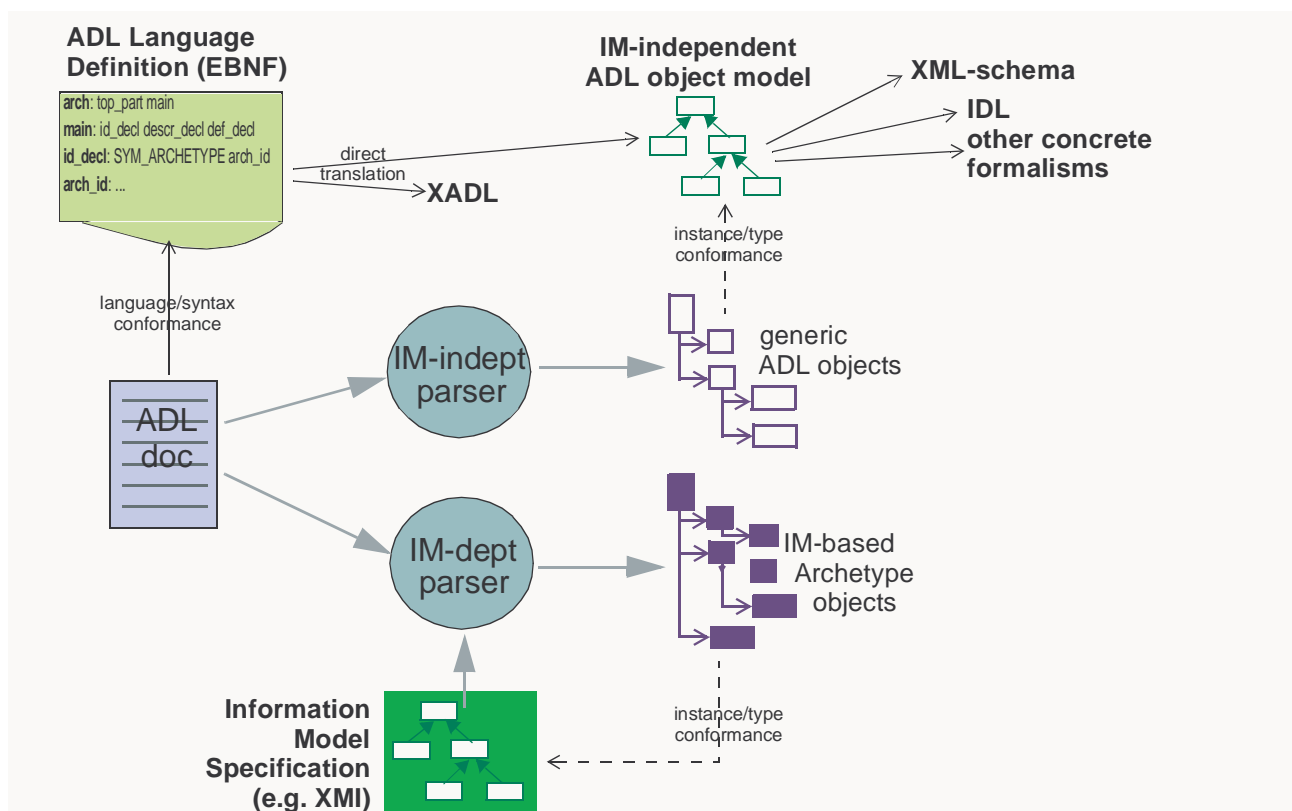 ADL Language
Definition (EBNF)
arch: top_part main
main: id_decl descr_decl def_decl
id_decl: SYM_ARCHETYPE arch_id
arch_id: ...
direct
translation
XADL
IM-independent
ADL object model
XML-schema
IDL
other concrete
formalisms
instance/type
conformance
language/syntax
conformance
ADL
doc
IM-indept
parser
generic
ADL objects
IM-dept
parser
IM-based
Archetype
objects
Information
Model
Specification
(e.g. XMI)
instance/type
conformance